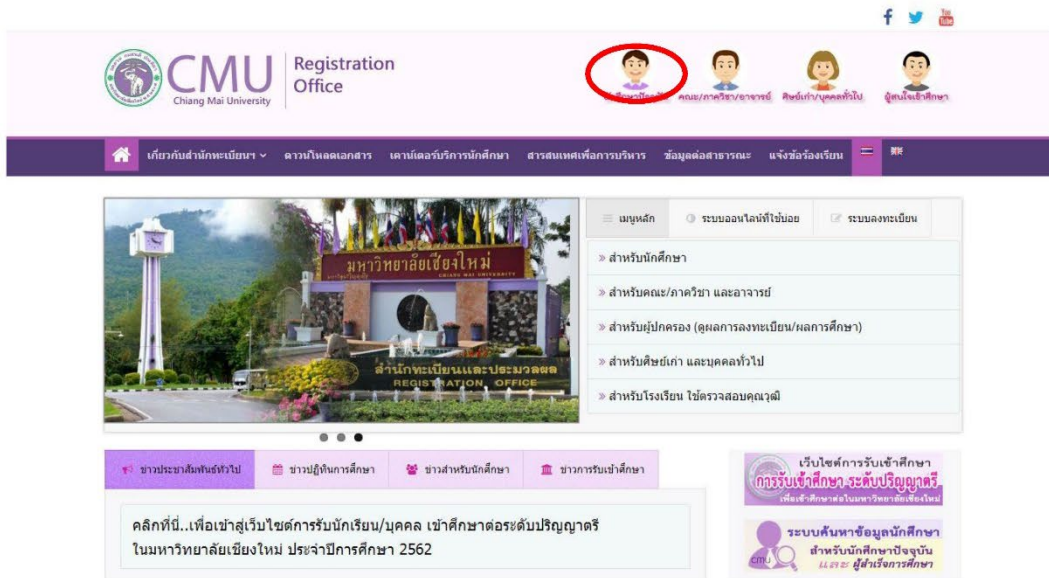 You
Tube
CMU
Chiang Mai University
Registration
Office
คณะ/ภาควิชา/อาจารย์
ศิษย์เก่า/บุคคลทั่วไป
ผู้สนใจเข้าศึกษา
เกี่ยวกับสำนักทะเบียนฯ
ดาวน์โหลดเอกสาร
เคาน์เตอร์บริการนักศึกษา
สารสนเทศเพื่อการบริหาร
ข้อมูลต่อสาธารณะ
แจ้งข้อร้องเรียน
มหาวิทยาลัยเชียงใหม่
CHIANG MAI UNIVERSITY
สำนักทะเบียนและประมวลผล
REGISTRATION OFFICE
เมนูหลัก
ระบบออนไลน์ที่ใช้บ่อย
ระบบลงทะเบียน
» สำหรับนักศึกษา
» สำหรับคณะ/ภาควิชา และอาจารย์
» สำหรับผู้ปกครอง (ดูผลการลงทะเบียน/ผลการศึกษา)
» สำหรับศิษย์เก่า และบุคคลทั่วไป
» สำหรับโรงเรียน ใช้ตรวจสอบคุณวุฒิ
ข่าวประชาสัมพันธ์ทั่วไป
ข่าวปฏิทินการศึกษา
ข่าวสำหรับนักศึกษา
ข่าวการรับเข้าศึกษา
คลิกที่นี่..เพื่อเข้าสู่เว็บไซต์การรับนักเรียน/บุคคล เข้าศึกษาต่อระดับปริญญาตรี
ในมหาวิทยาลัยเชียงใหม่ ประจำปีการศึกษา 2562
เว็บไซต์การรับเข้าศึกษา
การรับเข้าศึกษา ระดับปริญญาตรี
เพื่อเข้าศึกษาต่อในมหาวิทยาลัยเชียงใหม่
ระบบค้นหาข้อมูลนักศึกษา
สำหรับนักศึกษาปัจจุบัน
และ ผู้สำเร็จการศึกษา
cmu